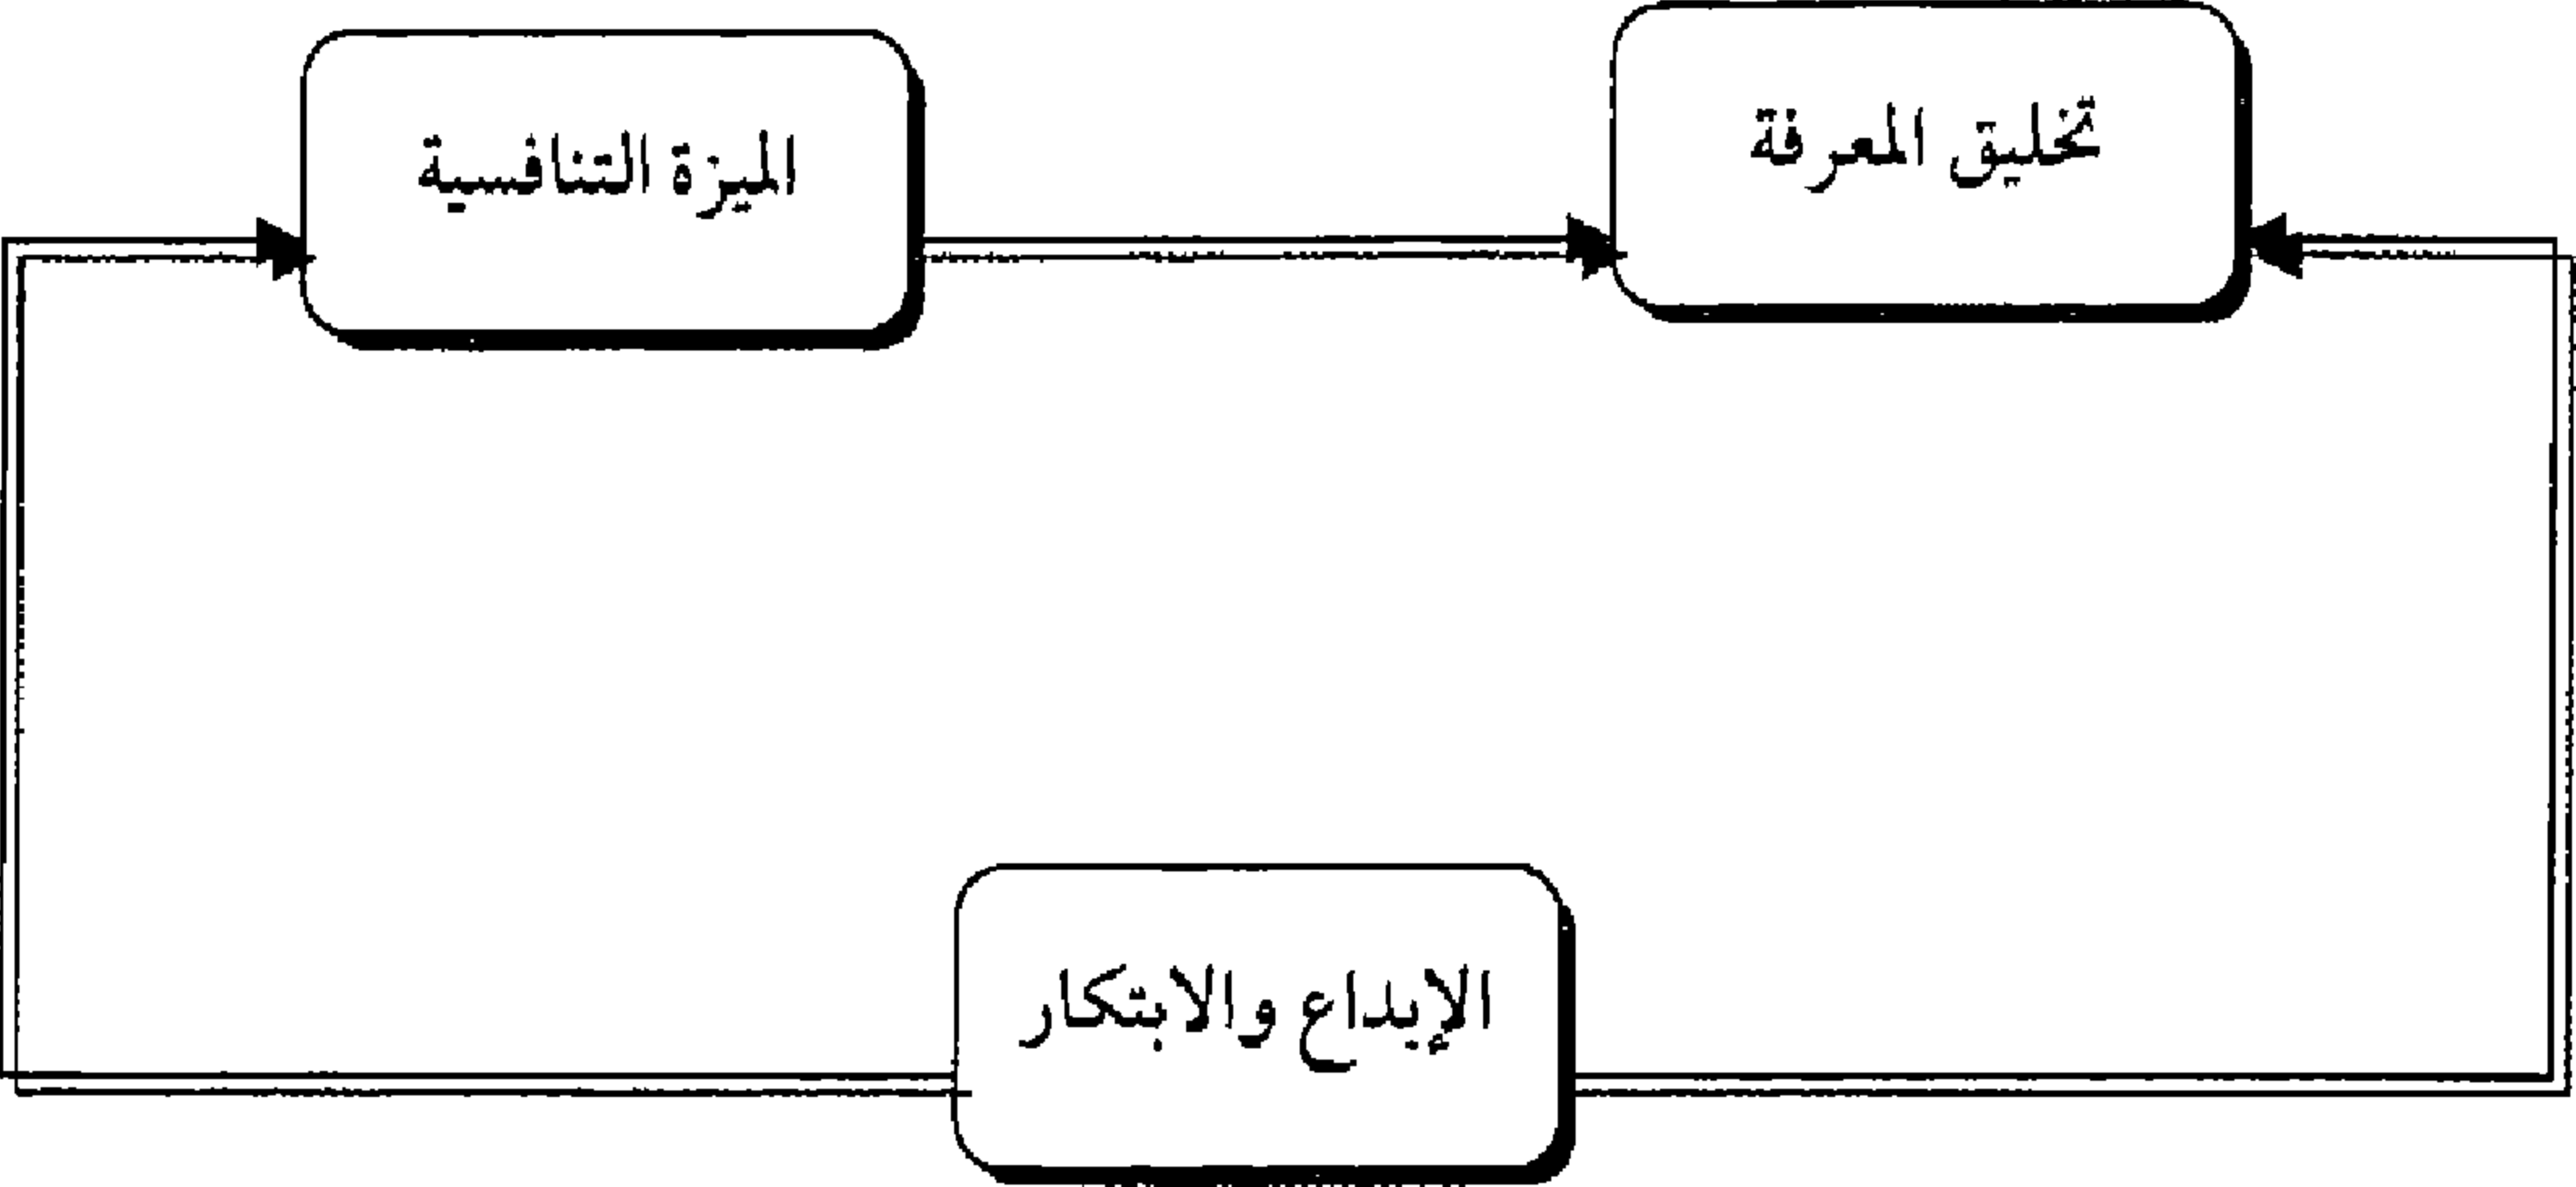 تخليق المعرفة
الميزة التنافسية
الإبداع والابتكار